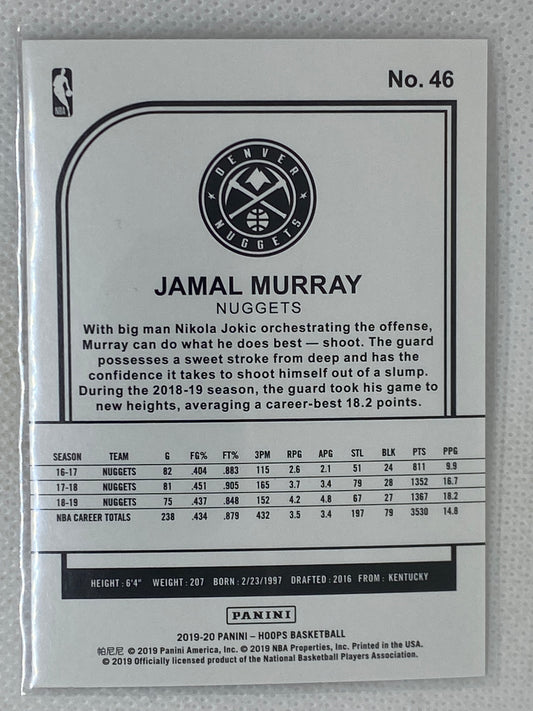 No. 46
NBA
DENVER
NUGGETS
JAMAL MURRAY
NUGGETS
With big man Nikola Jokic orchestrating the offense,
Murray can do what he does best — shoot. The guard
possesses a sweet stroke from deep and has the
confidence it takes to shoot himself out of a slump.
During the 2018-19 season, the guard took his game to
new heights, averaging a career-best 18.2 points.
SEASON TEAM G FG% FT% 3PM RPG APG STL BLK PTS PPG
16-17 NUGGETS 82 .404 .883 115 2.6 2.1 51 24 811 9.9
17-18 NUGGETS 81 .451 .905 165 3.7 3.4 79 28 1352 16.7
18-19 NUGGETS 75 .437 .848 152 4.2 4.8 67 27 1367 18.2
NBA CAREER TOTALS 238 .434 .879 432 3.5 3.4 197 79 3530 14.8
HEIGHT: 6'4" WEIGHT: 207 BORN: 2/23/1997 DRAFTED: 2016 FROM: KENTUCKY
PANINI
2019-20 PANINI – HOOPS BASKETBALL
帕尼尼 © 2019 Panini America, Inc. © 2019 NBA Properties, Inc. Printed in the USA.
© 2019 Officially licensed product of the National Basketball Players Association.